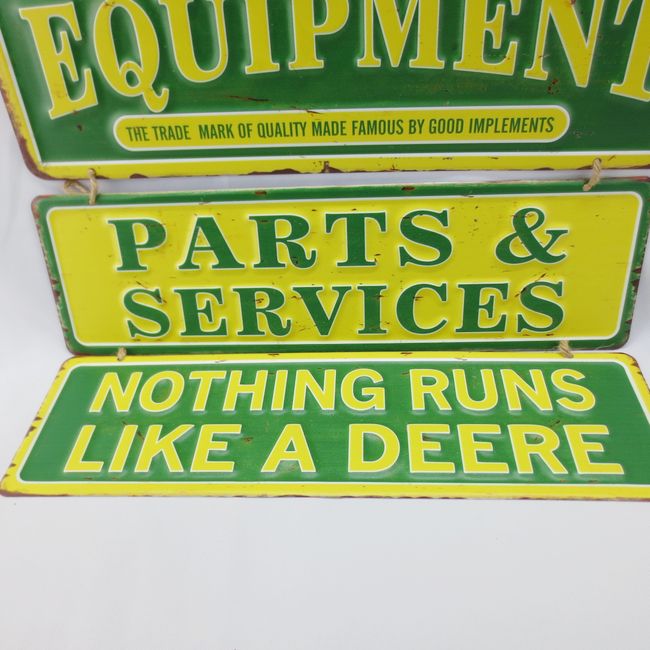 EQUIPMENT
THE TRADE MARK OF QUALITY MADE FAMOUS BY GOOD IMPLEMENTS
PARTS &
SERVICES
NOTHING RUNS
LIKE A DEERE